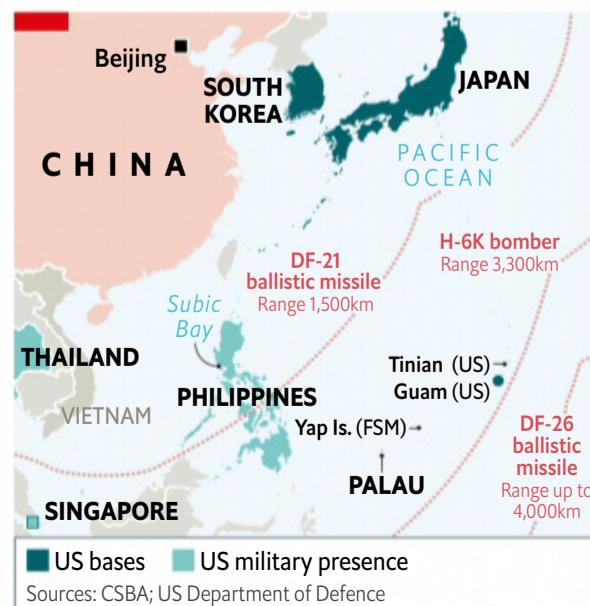 Beijing
SOUTH
KOREA
JAPAN
CHINA
PACIFIC
OCEAN
H-6K bomber
Range 3,300km
DF-21
ballistic missile
Range 1,500km
Subic
Bay
THAILAND
Tinian (US)
Guam (US)
PHILIPPINES
VIETNAM
Yap Is. (FSM)
DF-26
ballistic
missile
Range up to
4,000km
PALAU
SINGAPORE
US bases
US military presence
Sources: CSBA; US Department of Defence